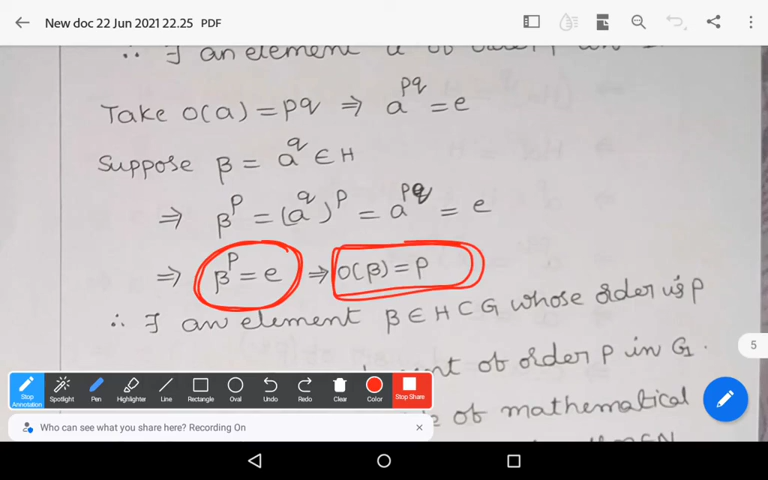 New doc 22 Jun 2021 22.25 PDF
∴ ∃ an element a of order
Take O(a) = pq ⇒ a^pq = e
Suppose β = a^q ∈ H
⇒ β^p = (a^q)^p = a^pq = e
⇒ β^p = e ⇒ O(β) = p
∴ ∃ an element β ∈ H ⊂ G whose order is p
5
of order p in G.
Stop Annotation Spotlight Pen Highlighter Line Rectangle Oval Undo Redo Clear Color Stop Share
of mathematical
Who can see what you share here? Recording On